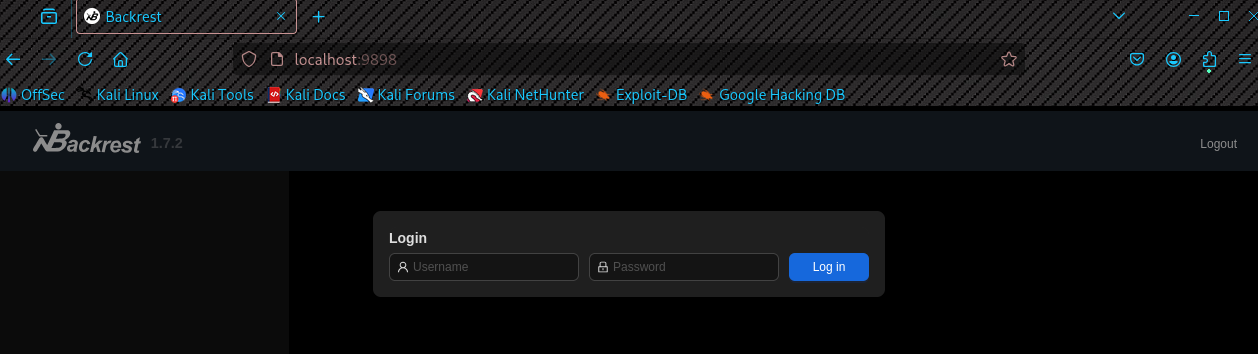 Backrest
localhost:9898
OffSec Kali Linux Kali Tools Kali Docs Kali Forums Kali NetHunter Exploit-DB Google Hacking DB
Backrest 1.7.2 Logout
Login
Username Password Log in